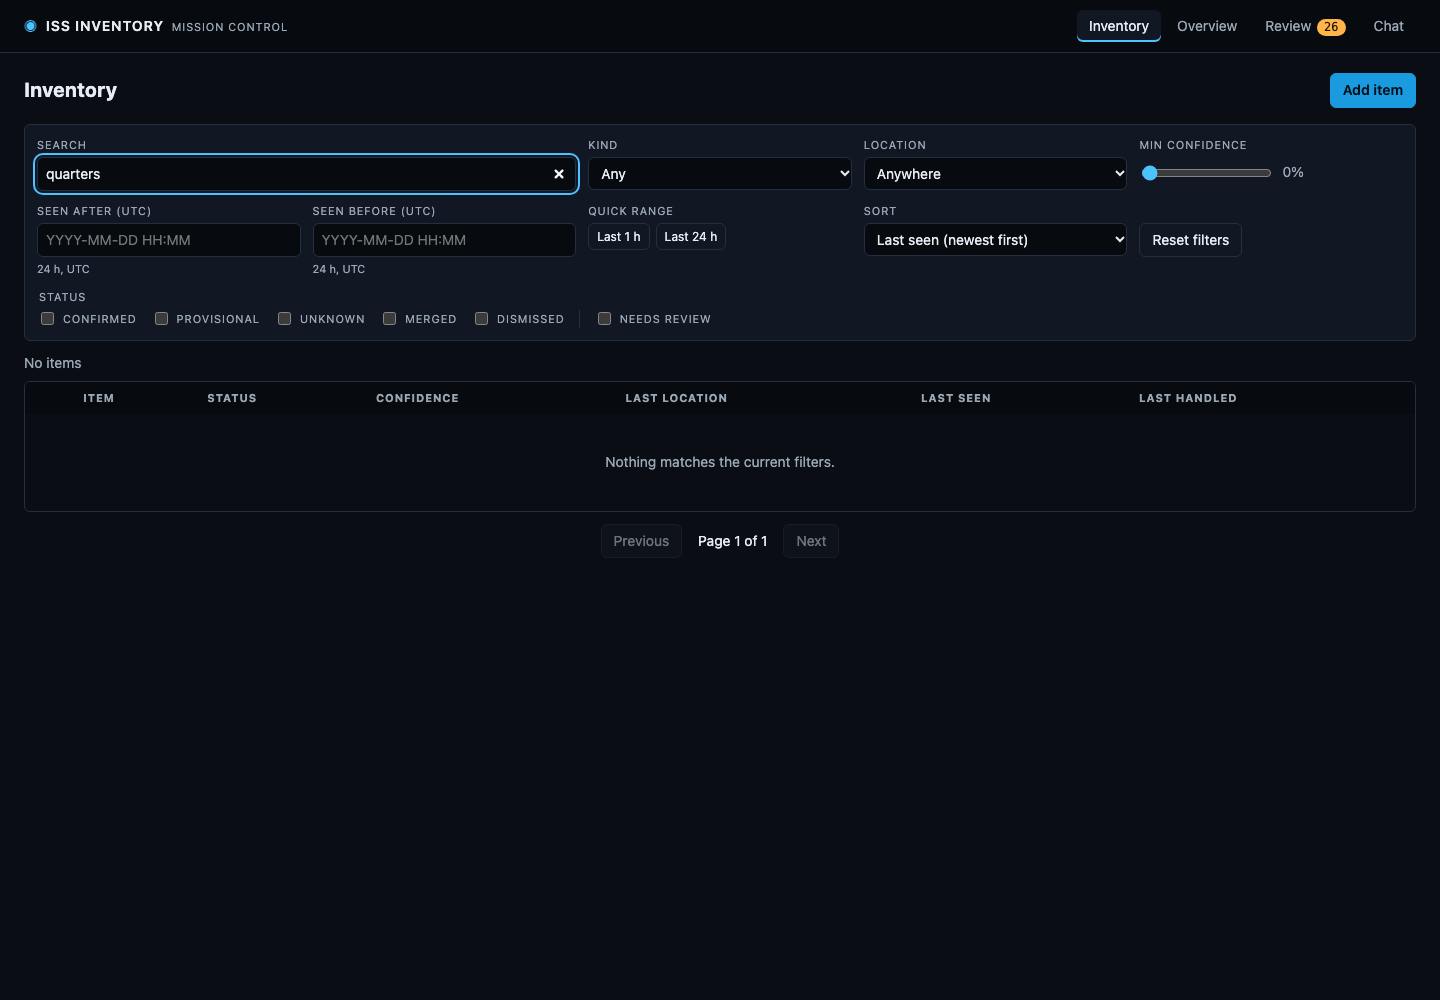 ISS INVENTORY MISSION CONTROL
Inventory Overview Review 26 Chat
Inventory
Add item
SEARCH KIND LOCATION MIN CONFIDENCE
quarters Any Anywhere 0%
SEEN AFTER (UTC) SEEN BEFORE (UTC) QUICK RANGE SORT
YYYY-MM-DD HH:MM YYYY-MM-DD HH:MM Last 1 h Last 24 h Last seen (newest first) Reset filters
24 h, UTC 24 h, UTC
STATUS
CONFIRMED PROVISIONAL UNKNOWN MERGED DISMISSED NEEDS REVIEW
No items
ITEM STATUS CONFIDENCE LAST LOCATION LAST SEEN LAST HANDLED
Nothing matches the current filters.
Previous Page 1 of 1 Next